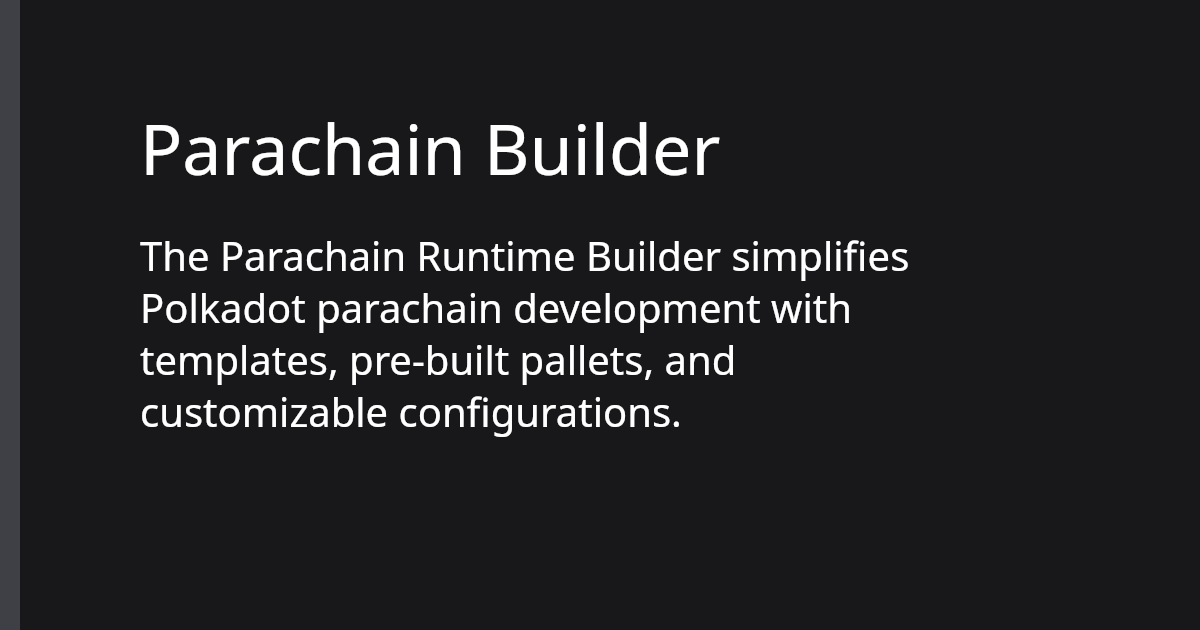 Parachain Builder
The Parachain Runtime Builder simplifies
Polkadot parachain development with
templates, pre-built pallets, and
customizable configurations.